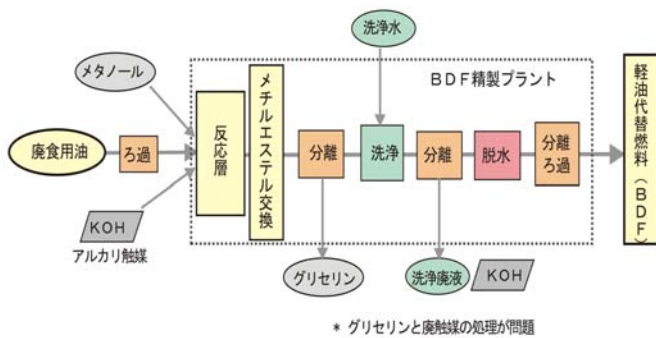 洗浄水
メタノール
BDF精製プラント
廃食用油
ろ過
反応層
メチルエステル交換
分離
洗浄
分離
脱水
分離
ろ過
軽油代替燃料(BDF)
KOH
アルカリ触媒
グリセリン
洗浄廃液
KOH
* グリセリンと廃触媒の処理が問題